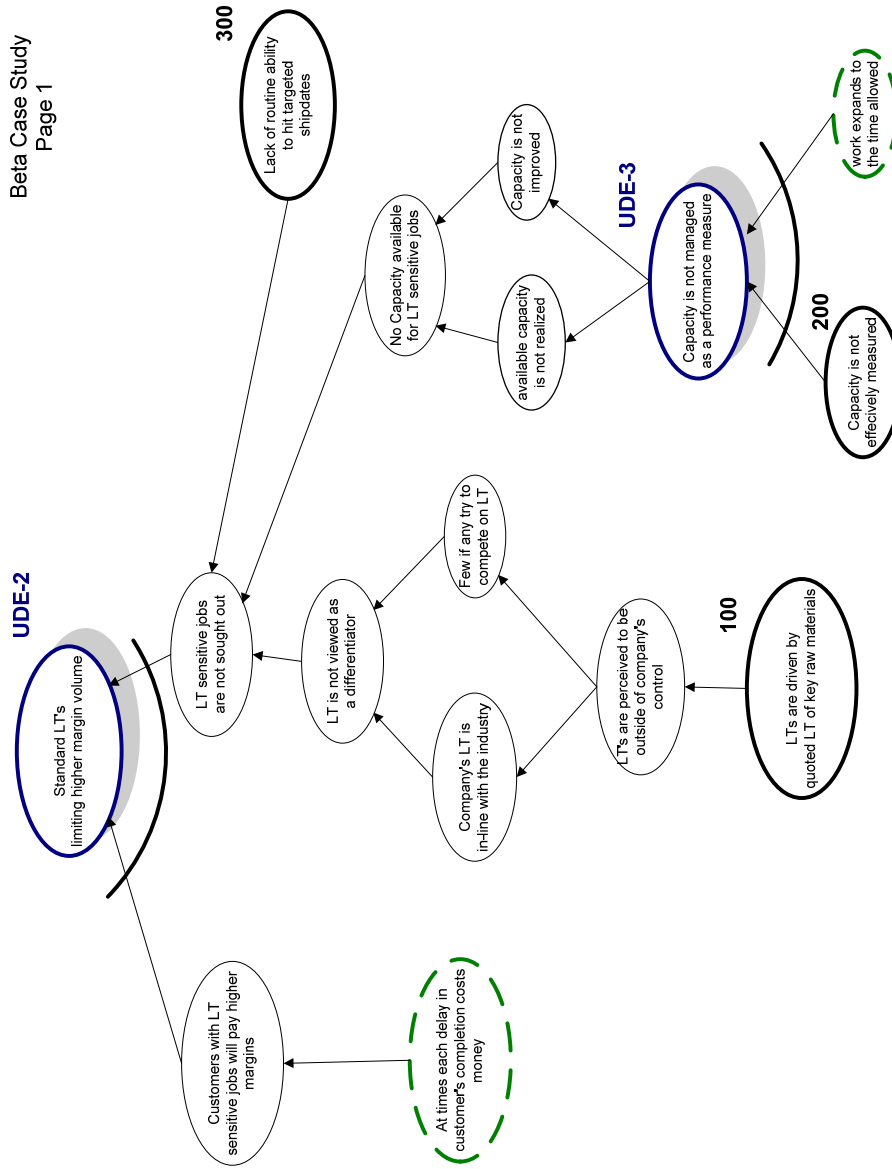 Beta Case Study
Page 1
UDE-2
Standard LT's
limiting higher margin volume
Customers with LT
sensitive jobs will pay higher
margins
LT sensitive jobs
are not sought out
300
Lack of routine ability
to hit targeted
shipdates
At times each delay in
customer's completion costs
money
LT is not viewed as
a differentiator
No Capacity available
for LT sensitive jobs
Company's LT is
in-line with the industry
Few if any try to
compete on LT
available capacity
is not realized
Capacity is not
improved
LT's are perceived to be
outside of company's
control
UDE-3
Capacity is not managed
as a performance measure
100
LTs are driven by
quoted LT of key raw materials
200
Capacity is not
effecively measured
work expands to
the time allowed